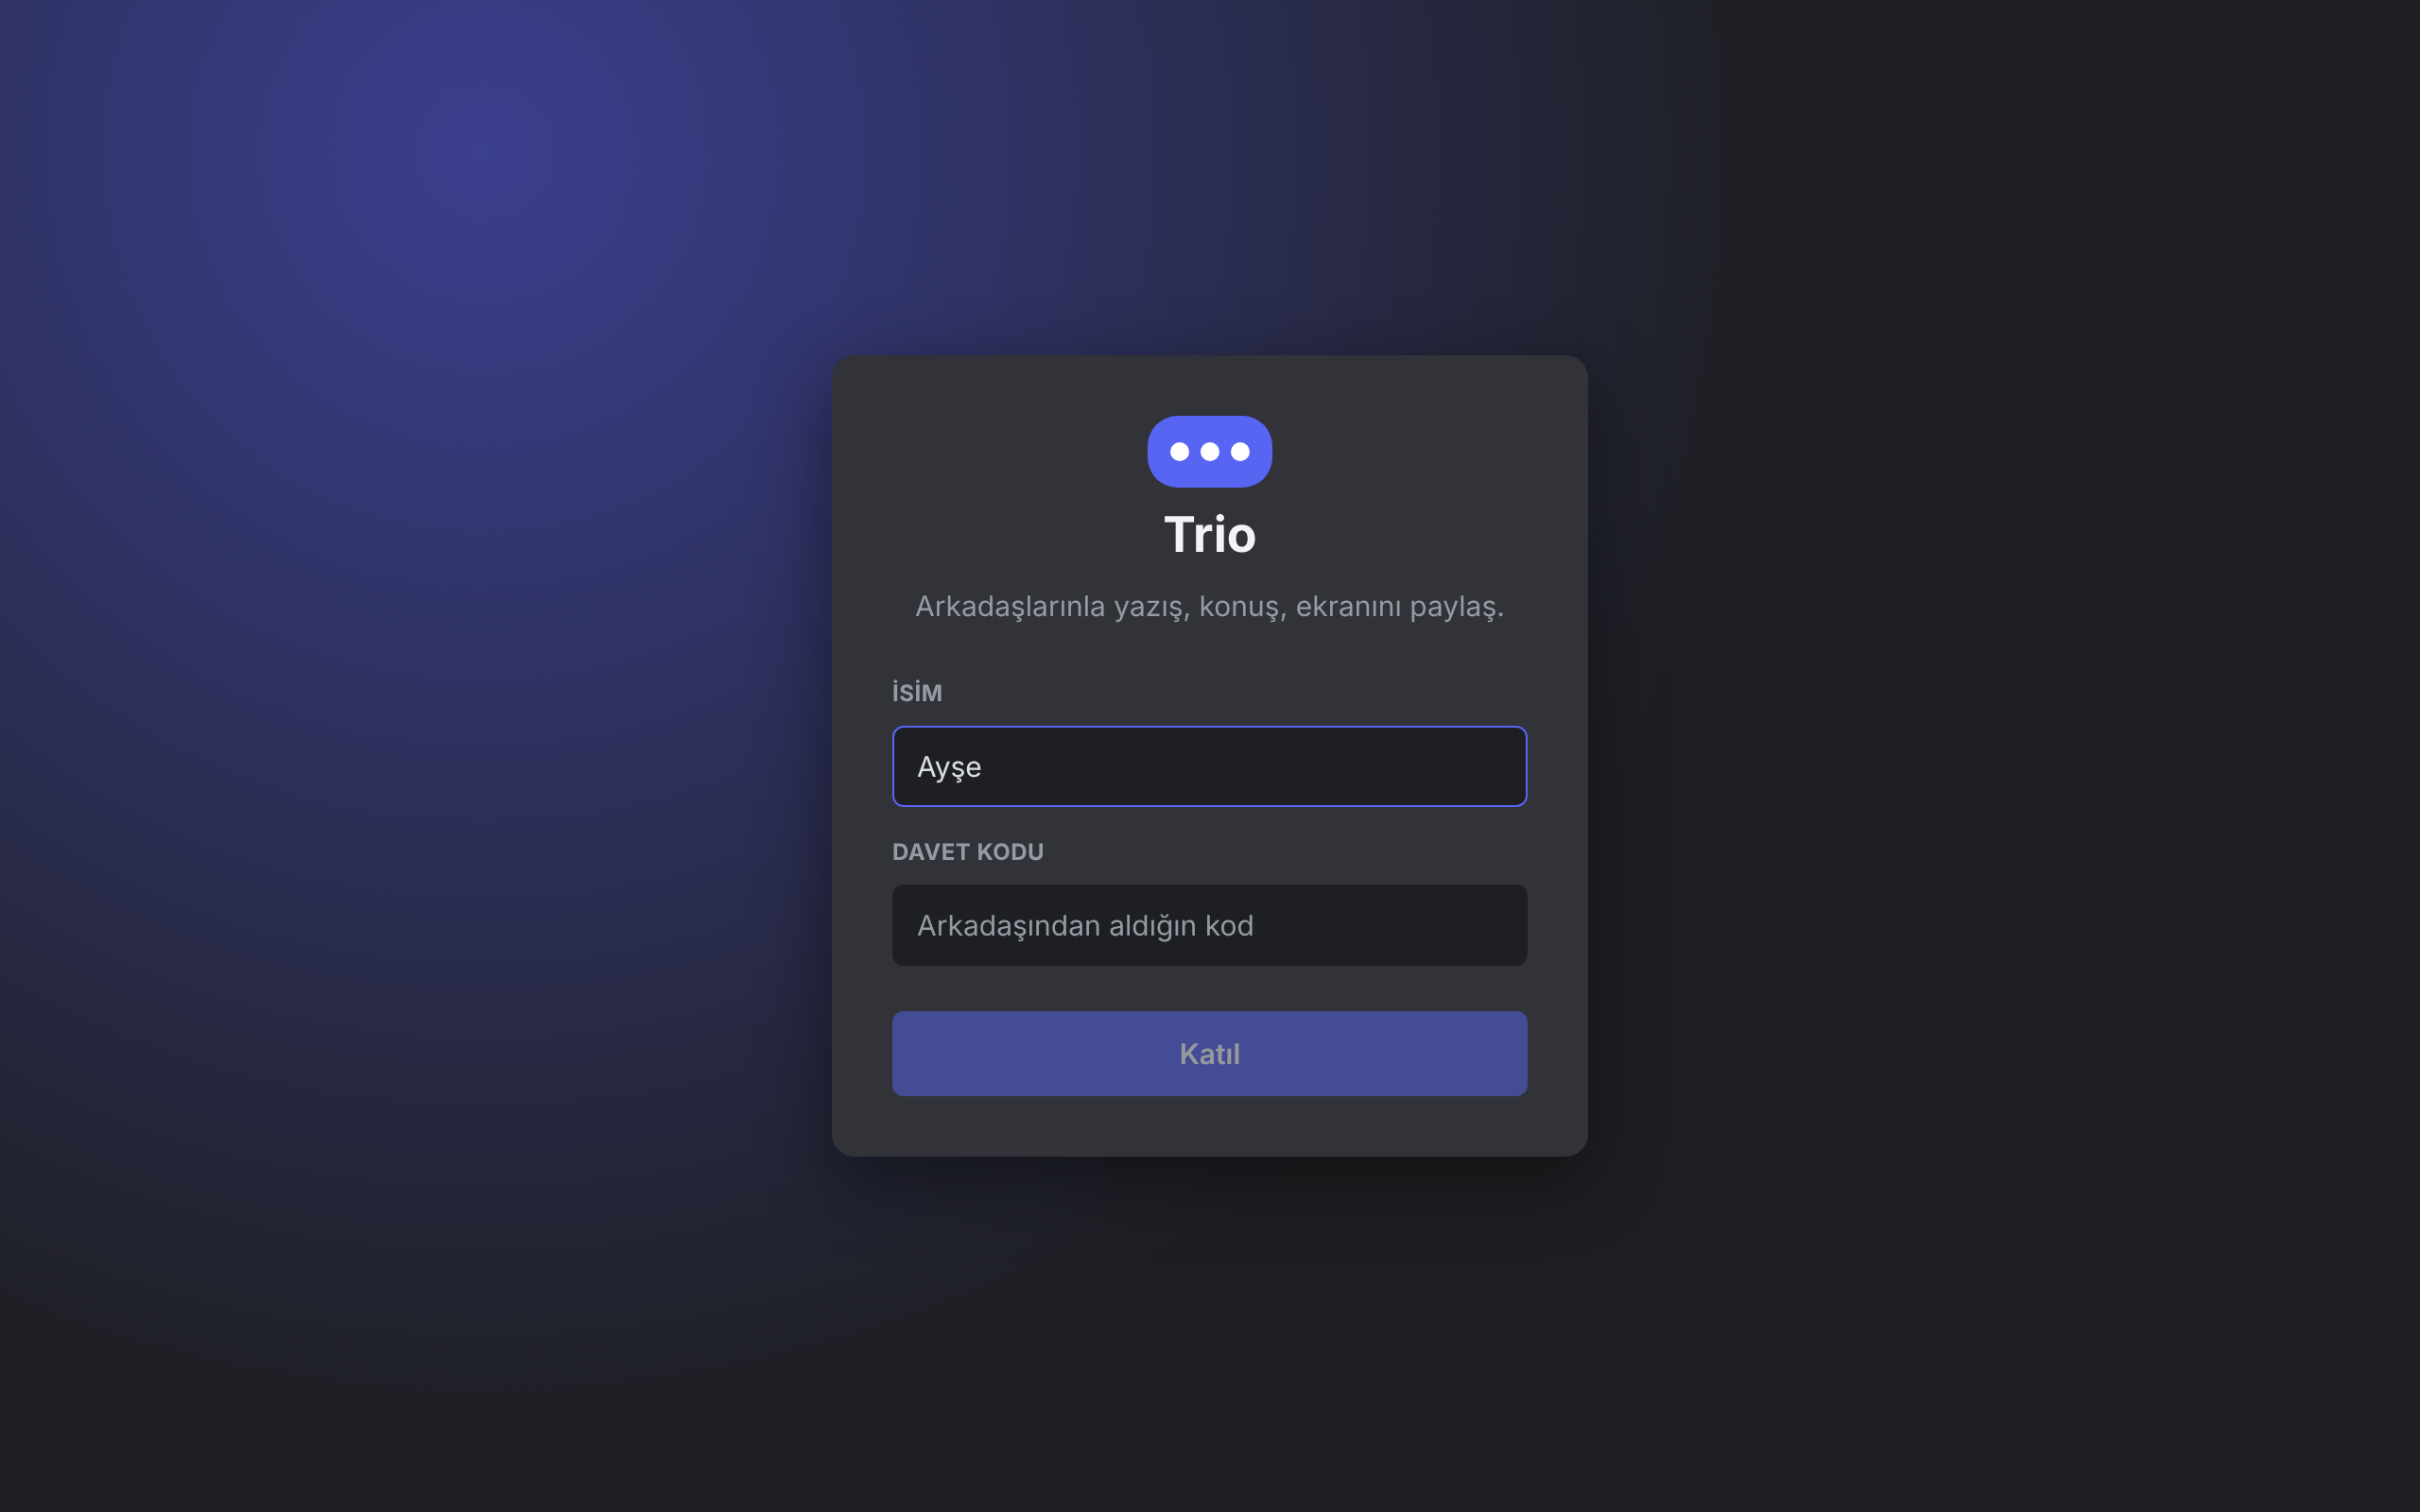 Trio
Arkadaşlarınla yazış, konuş, ekranını paylaş.
İSİM
Ayşe
DAVET KODU
Arkadaşından aldığın kod
Katıl